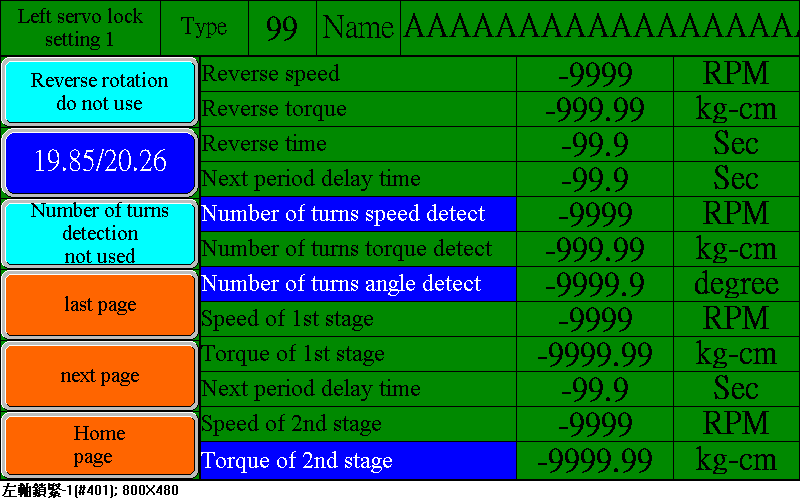 Left servo lock
setting 1
Type
99
Name
AAAAAAAAAAAAAAAAAA
Reverse rotation
do not use
19.85/20.26
Number of turns
detection
not used
last page
next page
Home
page
Reverse speed -9999 RPM
Reverse torque -999.99 kg-cm
Reverse time -99.9 Sec
Next period delay time -99.9 Sec
Number of turns speed detect -9999 RPM
Number of turns torque detect -999.99 kg-cm
Number of turns angle detect -9999.9 degree
Speed of 1st stage -9999 RPM
Torque of 1st stage -9999.99 kg-cm
Next period delay time -99.9 Sec
Speed of 2nd stage -9999 RPM
Torque of 2nd stage -9999.99 kg-cm
左軸鎖緊-1(#401); 800X480